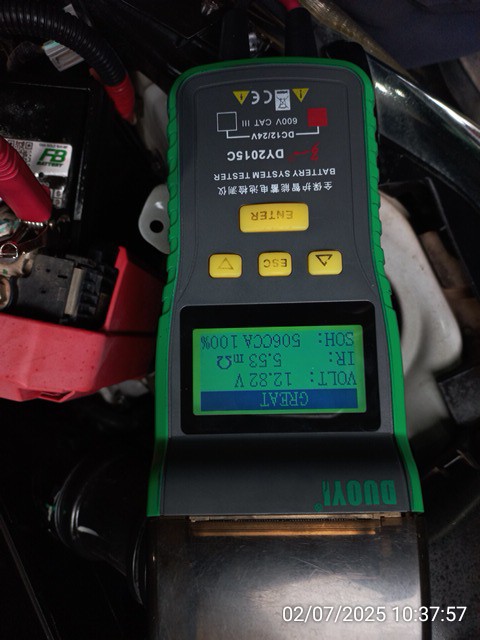 DUOYI
GREAT
VOLT: 12.82 V
IR: 5.53 mΩ
SOH: 506CCA 100%
ESC
ENTER
全保护智能蓄电池检测仪
BATTERY SYSTEM TESTER
DY2015C
DC12/24V
600V CAT III
CE
FB
BATTERY
02/07/2025 10:37:57